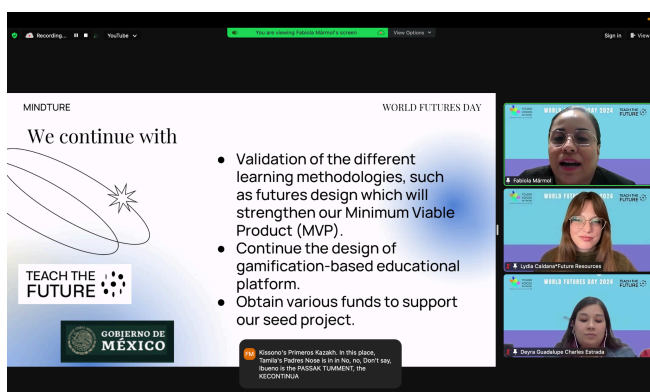 Recording...
YouTube
You are viewing Fabiola Mármol's screen
View Options
Sign in
View
MINDTURE
WORLD FUTURES DAY
We continue with
● Validation of the different
learning methodologies, such
as futures design which will
strengthen our Minimum Viable
Product (MVP).
● Continue the design of
gamification-based educational
platform.
● Obtain various funds to support
our seed project.
TEACH THE
FUTURE
GOBIERNO DE
MÉXICO
FM
Kissono's Primeros Kazakh. In this place,
Tamila's Padres Nose is in in No, no, Don't say,
Ibueno is the PASSAK TUMMENT, the
KECONTINUA
2024
TEACH THE
FUTURE
Fabiola Mármol
WORLD FUTURES DAY 2024
TEACH THE
FUTURE
Lydia Caldana*Future Resources
WORLD FUTURES DAY 2024
TEACH THE
FUTURE
Deyra Guadalupe Charles Estrada